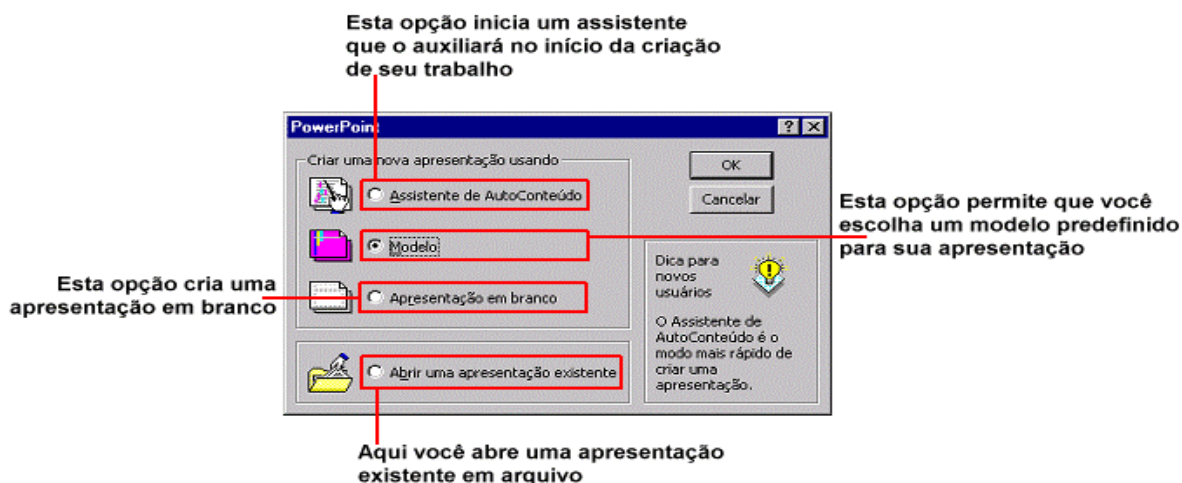 Esta opção inicia um assistente
que o auxiliará no início da criação
de seu trabalho
PowerPoint
Criar uma nova apresentação usando
OK
Assistente de AutoConteúdo
Cancelar
Esta opção permite que você
escolha um modelo predefinido
para sua apresentação
Modelo
Dica para
novos
usuários
Esta opção cria uma
apresentação em branco
Apresentação em branco
O Assistente de
AutoConteúdo é o
modo mais rápido de
criar uma
apresentação.
Abrir uma apresentação existente
Aqui você abre uma apresentação
existente em arquivo